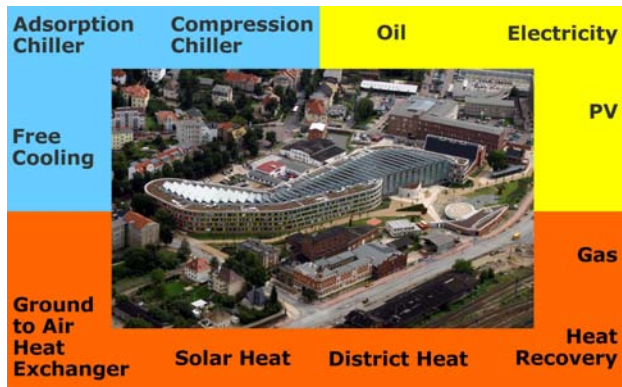 Adsorption
Chiller
Compression
Chiller
Oil
Electricity
Free
Cooling
PV
Ground
to Air
Heat
Exchanger
Solar Heat
District Heat
Gas
Heat
Recovery